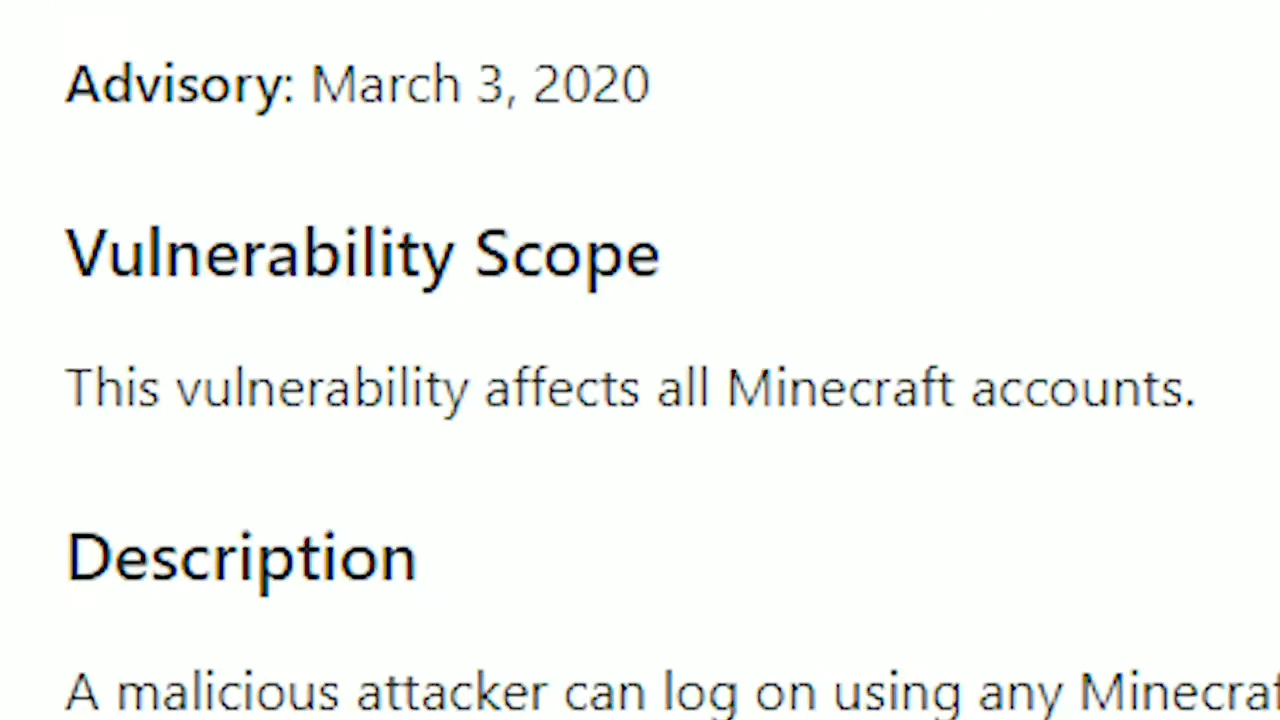 Advisory: March 3, 2020
Vulnerability Scope
This vulnerability affects all Minecraft accounts.
Description
A malicious attacker can log on using any Minecraf